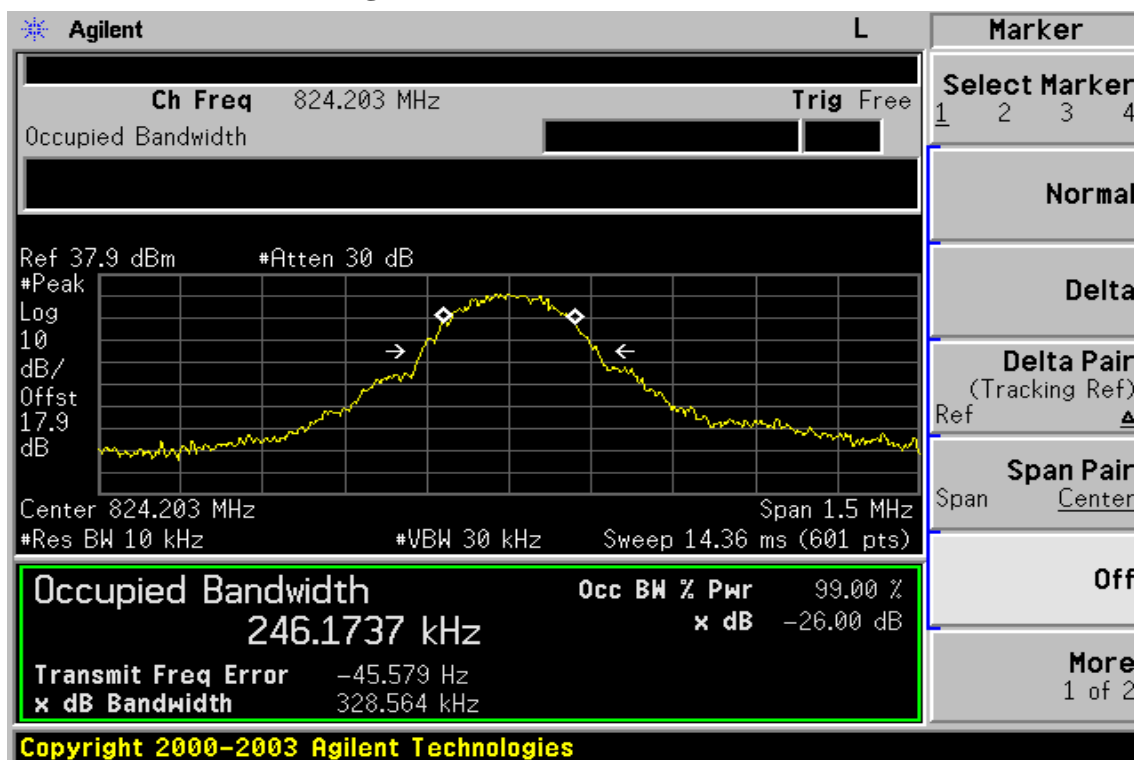 Agilent L Marker
Select Marker
1 2 3 4
Ch Freq 824.203 MHz Trig Free
Occupied Bandwidth
Normal
Ref 37.9 dBm #Atten 30 dB
#Peak
Log
10
dB/
Offst
17.9
dB
Delta
Delta Pair
(Tracking Ref)
Ref Δ
Span Pair
Span Center
Center 824.203 MHz Span 1.5 MHz
#Res BW 10 kHz #VBW 30 kHz Sweep 14.36 ms (601 pts)
Off
Occupied Bandwidth Occ BW % Pwr 99.00 %
246.1737 kHz x dB -26.00 dB
Transmit Freq Error -45.579 Hz
x dB Bandwidth 328.564 kHz
More
1 of 2
Copyright 2000-2003 Agilent Technologies